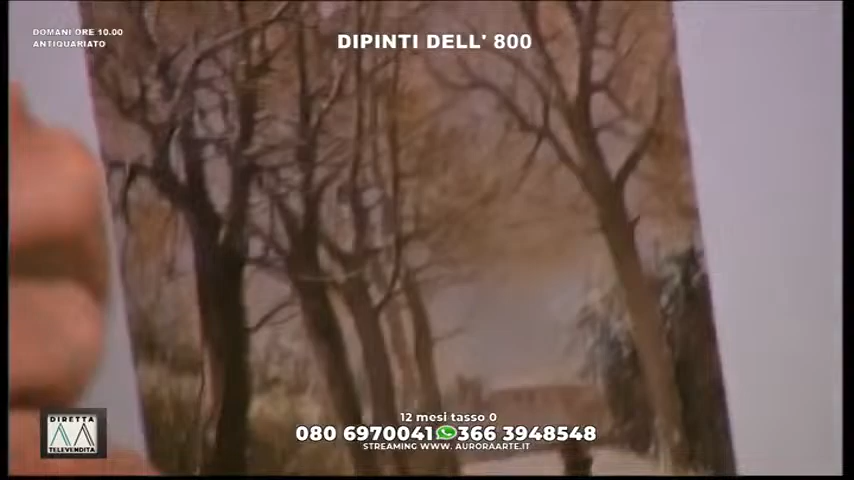 DOMANI ORE 10.00
ANTIQUARIATO
DIPINTI DELL' 800
12 mesi tasso 0
080 6970041 366 3948548
STREAMING WWW. AURORAARTE.IT
DIRETTA
TELEVENDITA